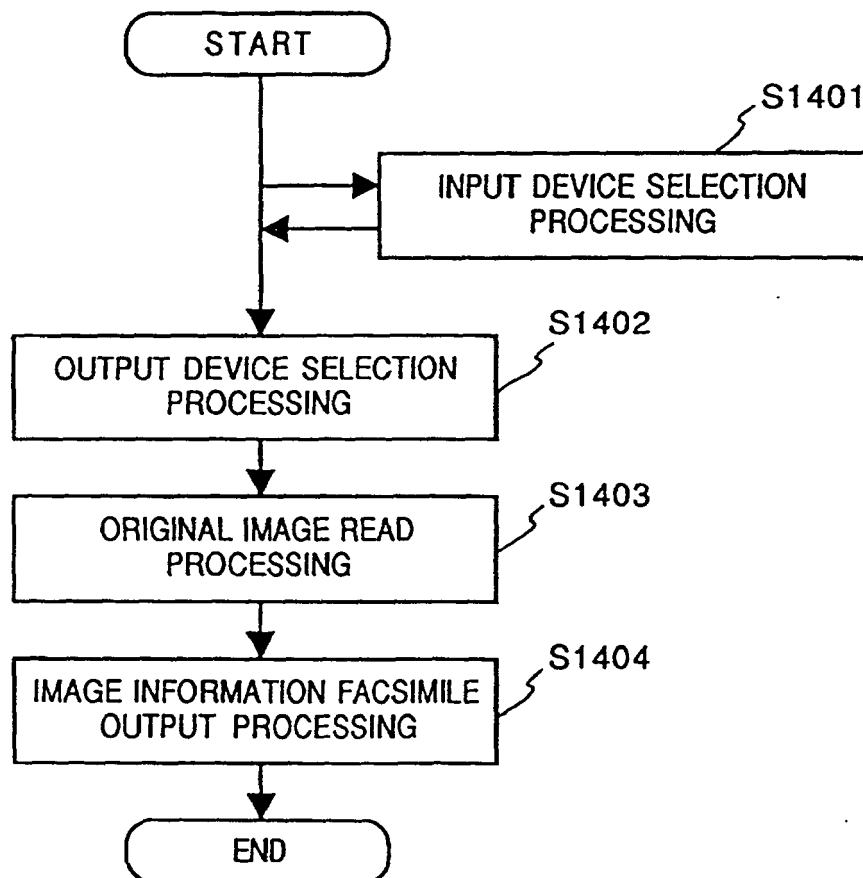 START
S1401
INPUT DEVICE SELECTION
PROCESSING
S1402
OUTPUT DEVICE SELECTION
PROCESSING
S1403
ORIGINAL IMAGE READ
PROCESSING
S1404
IMAGE INFORMATION FACSIMILE
OUTPUT PROCESSING
END